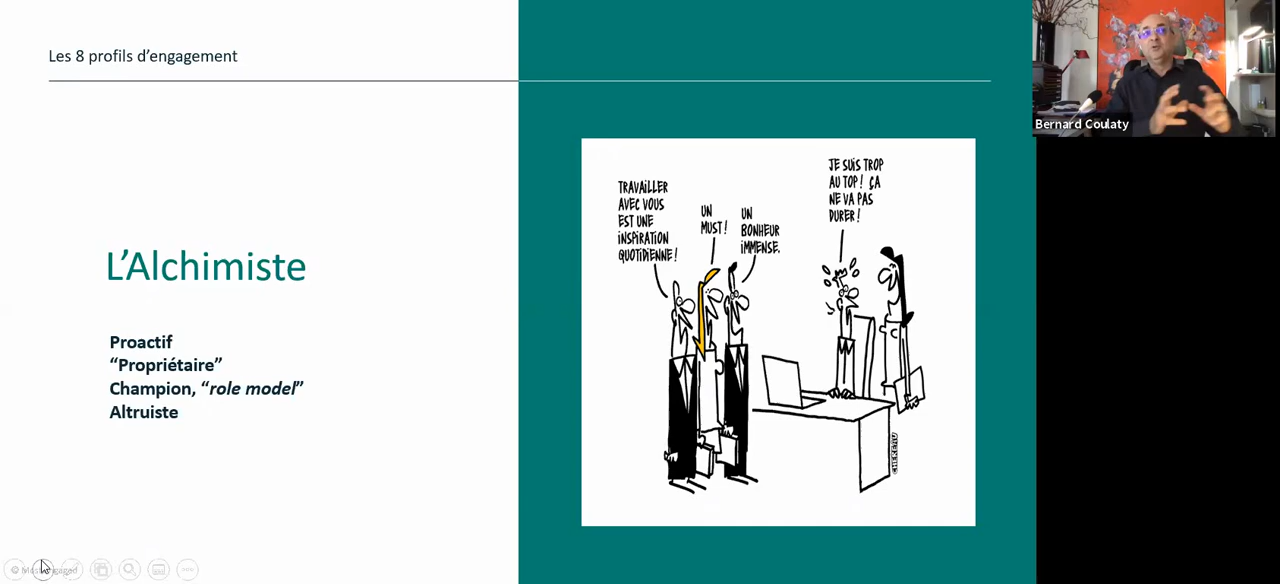 Les 8 profils d’engagement
L’Alchimiste
Proactif
“Propriétaire”
Champion, “role model”
Altruiste
TRAVAiLLER
AVEC VOUS
EST UNE
iNSPiRATiON
QUOTiDiENNE !
UN
MUST !
UN
BONHEUR
iMMENSE.
JE SUiS TROP
AU TOP ! ÇA
NE VA PAS
DURER !
Bernard Coulaty
©